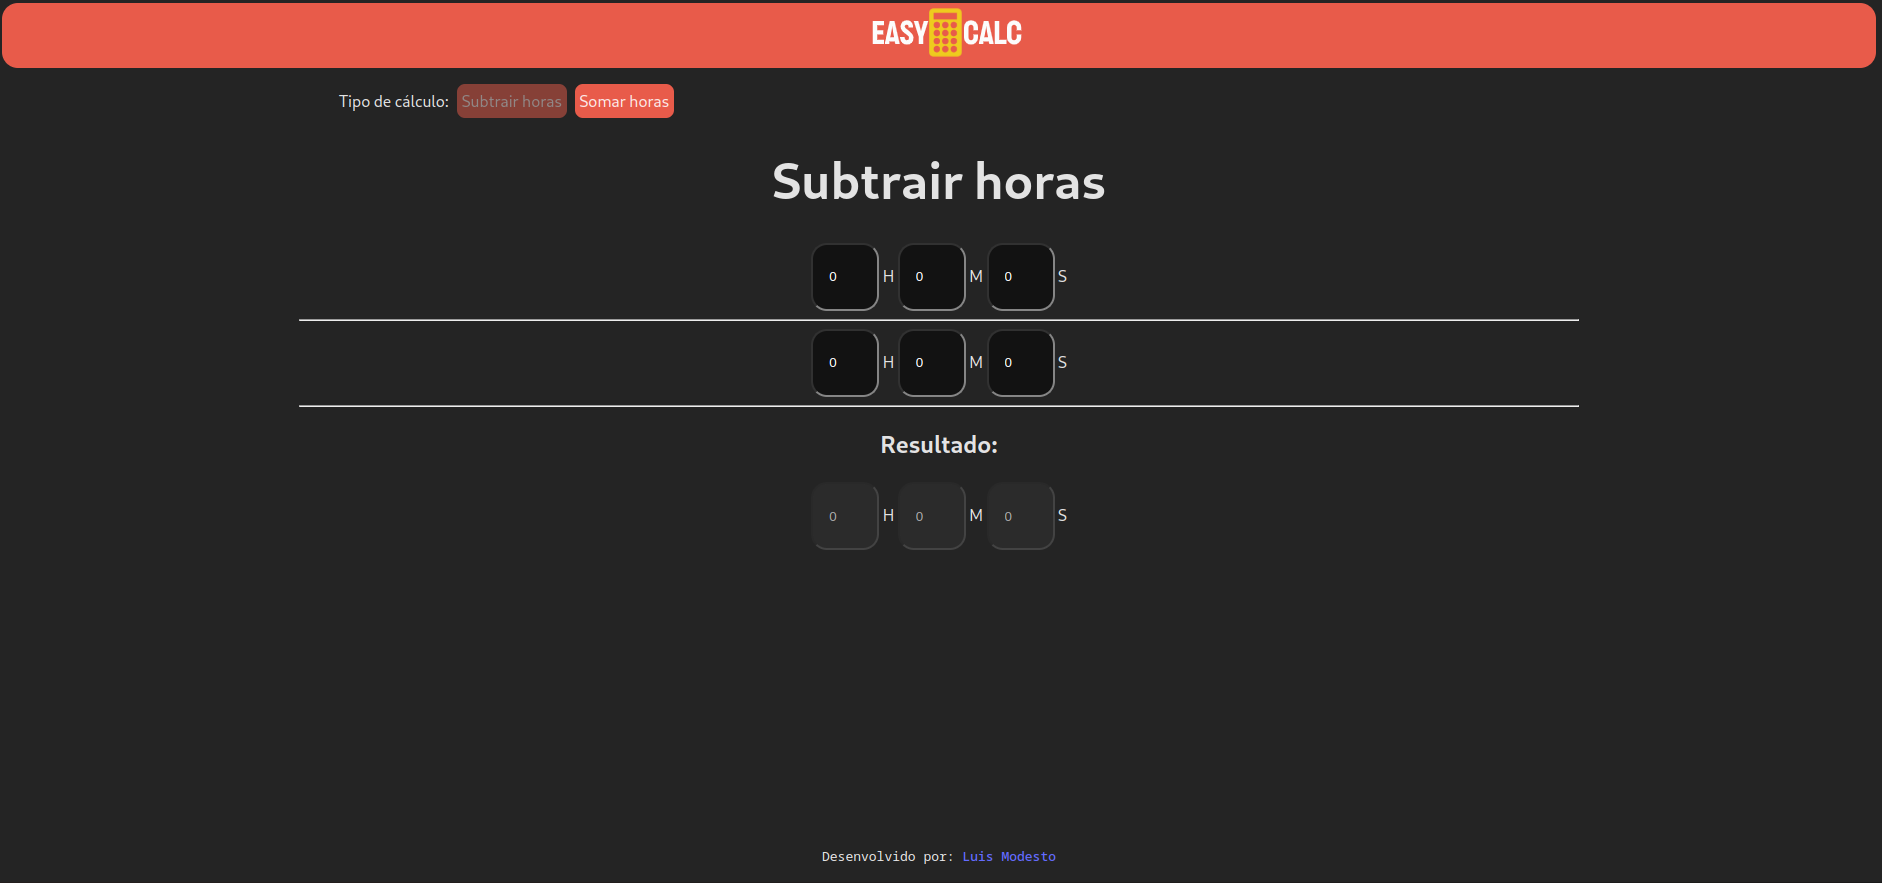 EASY CALC
Tipo de cálculo: Subtrair horas Somar horas
Subtrair horas
0 H 0 M 0 S
0 H 0 M 0 S
Resultado:
0 H 0 M 0 S
Desenvolvido por: Luis Modesto